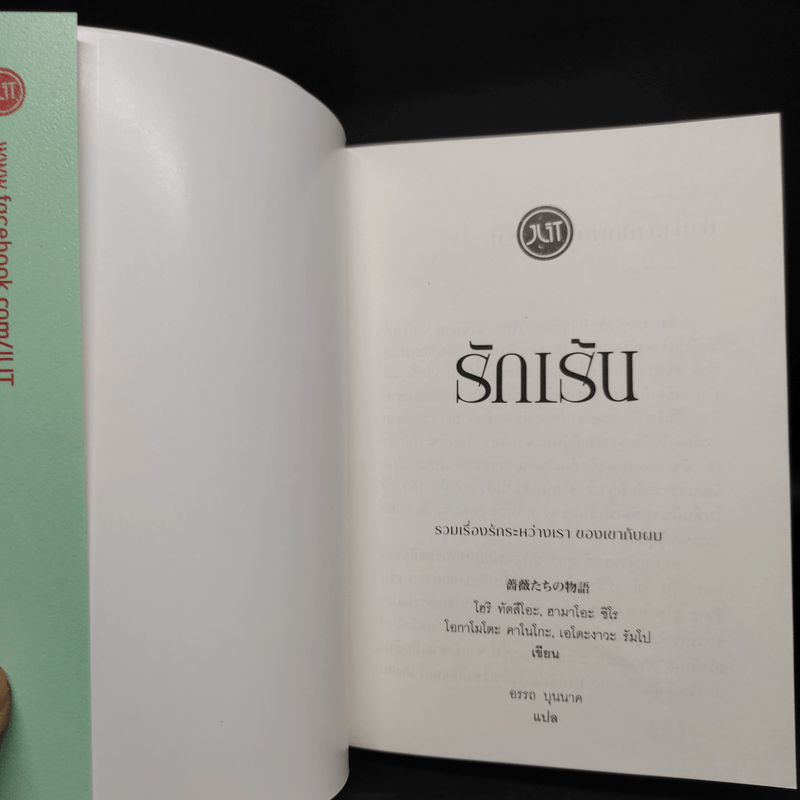 JLIT
www.facebook.com/JLIT
JLIT
รักเร้น
รวมเรื่องรักระหว่างเรา ของเขากับผม
薔薇たちの物語
โฮริ ทัตสึโอะ, ฮามาโอะ ชิโร
โอกาโมโตะ คาโนโกะ, เอโดะงาวะ รัมโป
เขียน
อรรถ บุนนาค
แปล